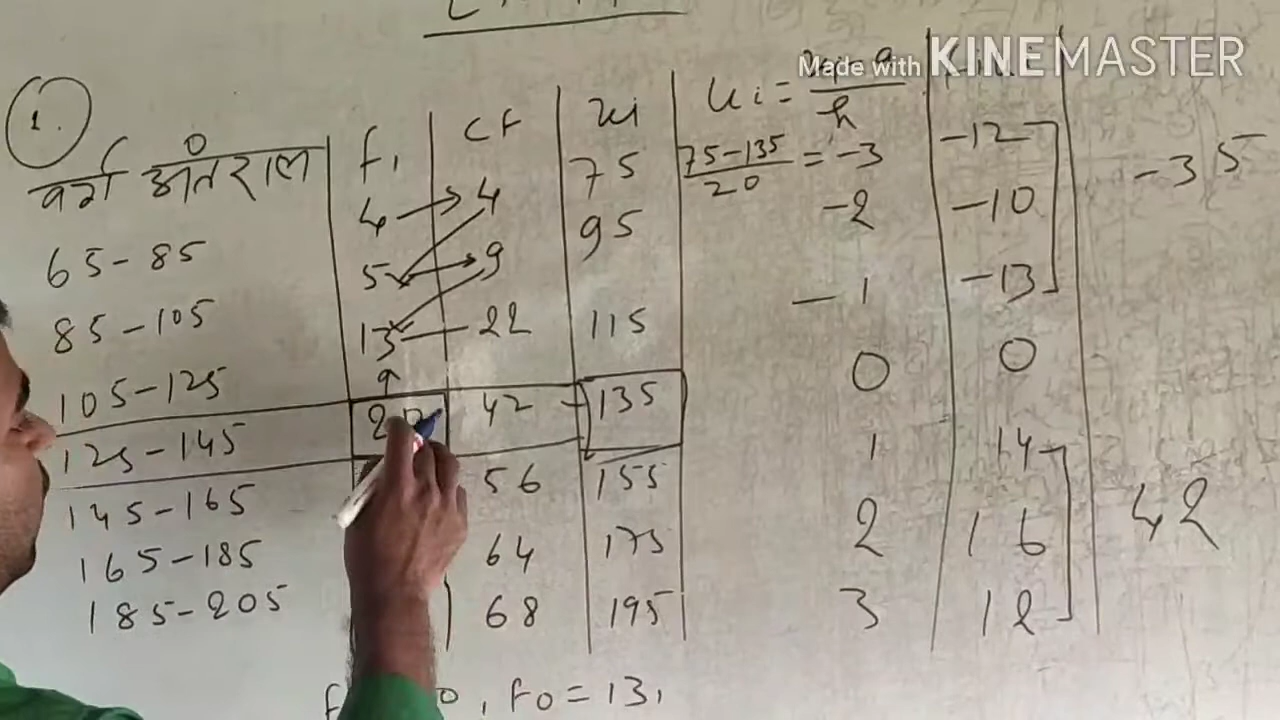 Made with KINEMASTER
1.
वर्ग अंतराल f, CF xi ui = xi-a/h
65-85 4 4 75 75-135/20 = -3 -12 -35
85-105 5 9 95 -2 -10
105-125 13 22 115 -1 -13
125-145 20 42 135 0 0
145-165 56 155 1 14 42
165-185 64 175 2 16
185-205 68 195 3 12
, fo = 13,